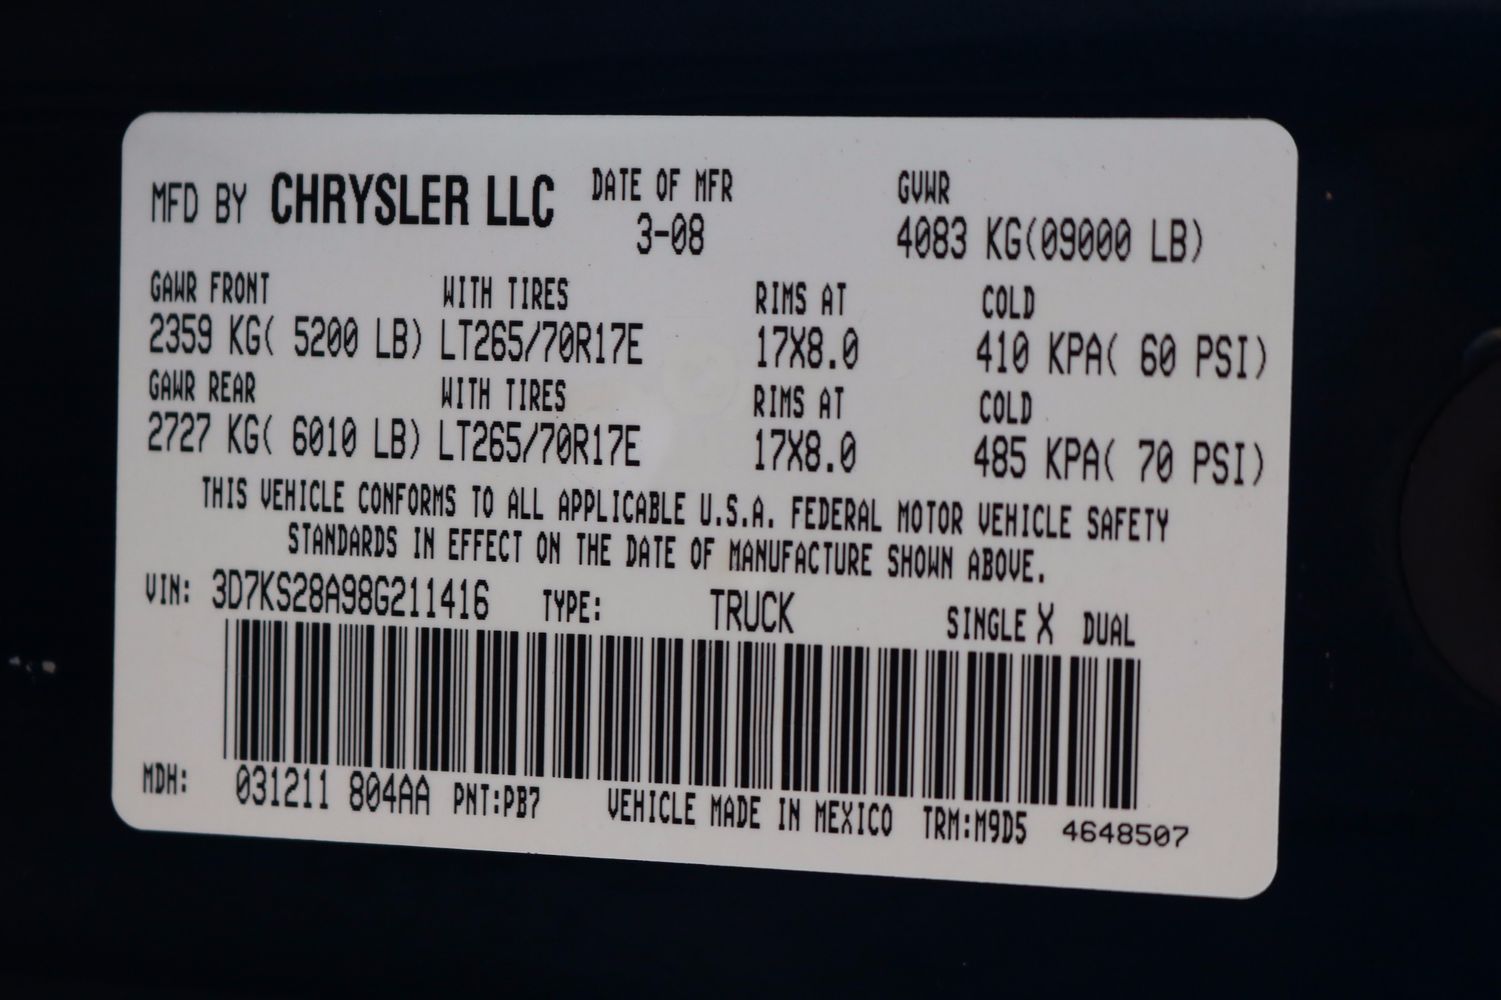 MFD BY CHRYSLER LLC DATE OF MFR GVWR
3-08 4083 KG(09000 LB)
GAWR FRONT WITH TIRES RIMS AT COLD
2359 KG( 5200 LB) LT265/70R17E 17X8.0 410 KPA( 60 PSI)
GAWR REAR WITH TIRES RIMS AT COLD
2727 KG( 6010 LB) LT265/70R17E 17X8.0 485 KPA( 70 PSI)
THIS VEHICLE CONFORMS TO ALL APPLICABLE U.S.A. FEDERAL MOTOR VEHICLE SAFETY
STANDARDS IN EFFECT ON THE DATE OF MANUFACTURE SHOWN ABOVE.
VIN: 3D7KS28A98G211416 TYPE: TRUCK SINGLE X DUAL
MDH: 031211 804AA PNT:PB7 VEHICLE MADE IN MEXICO TRM:M9D5 4648507